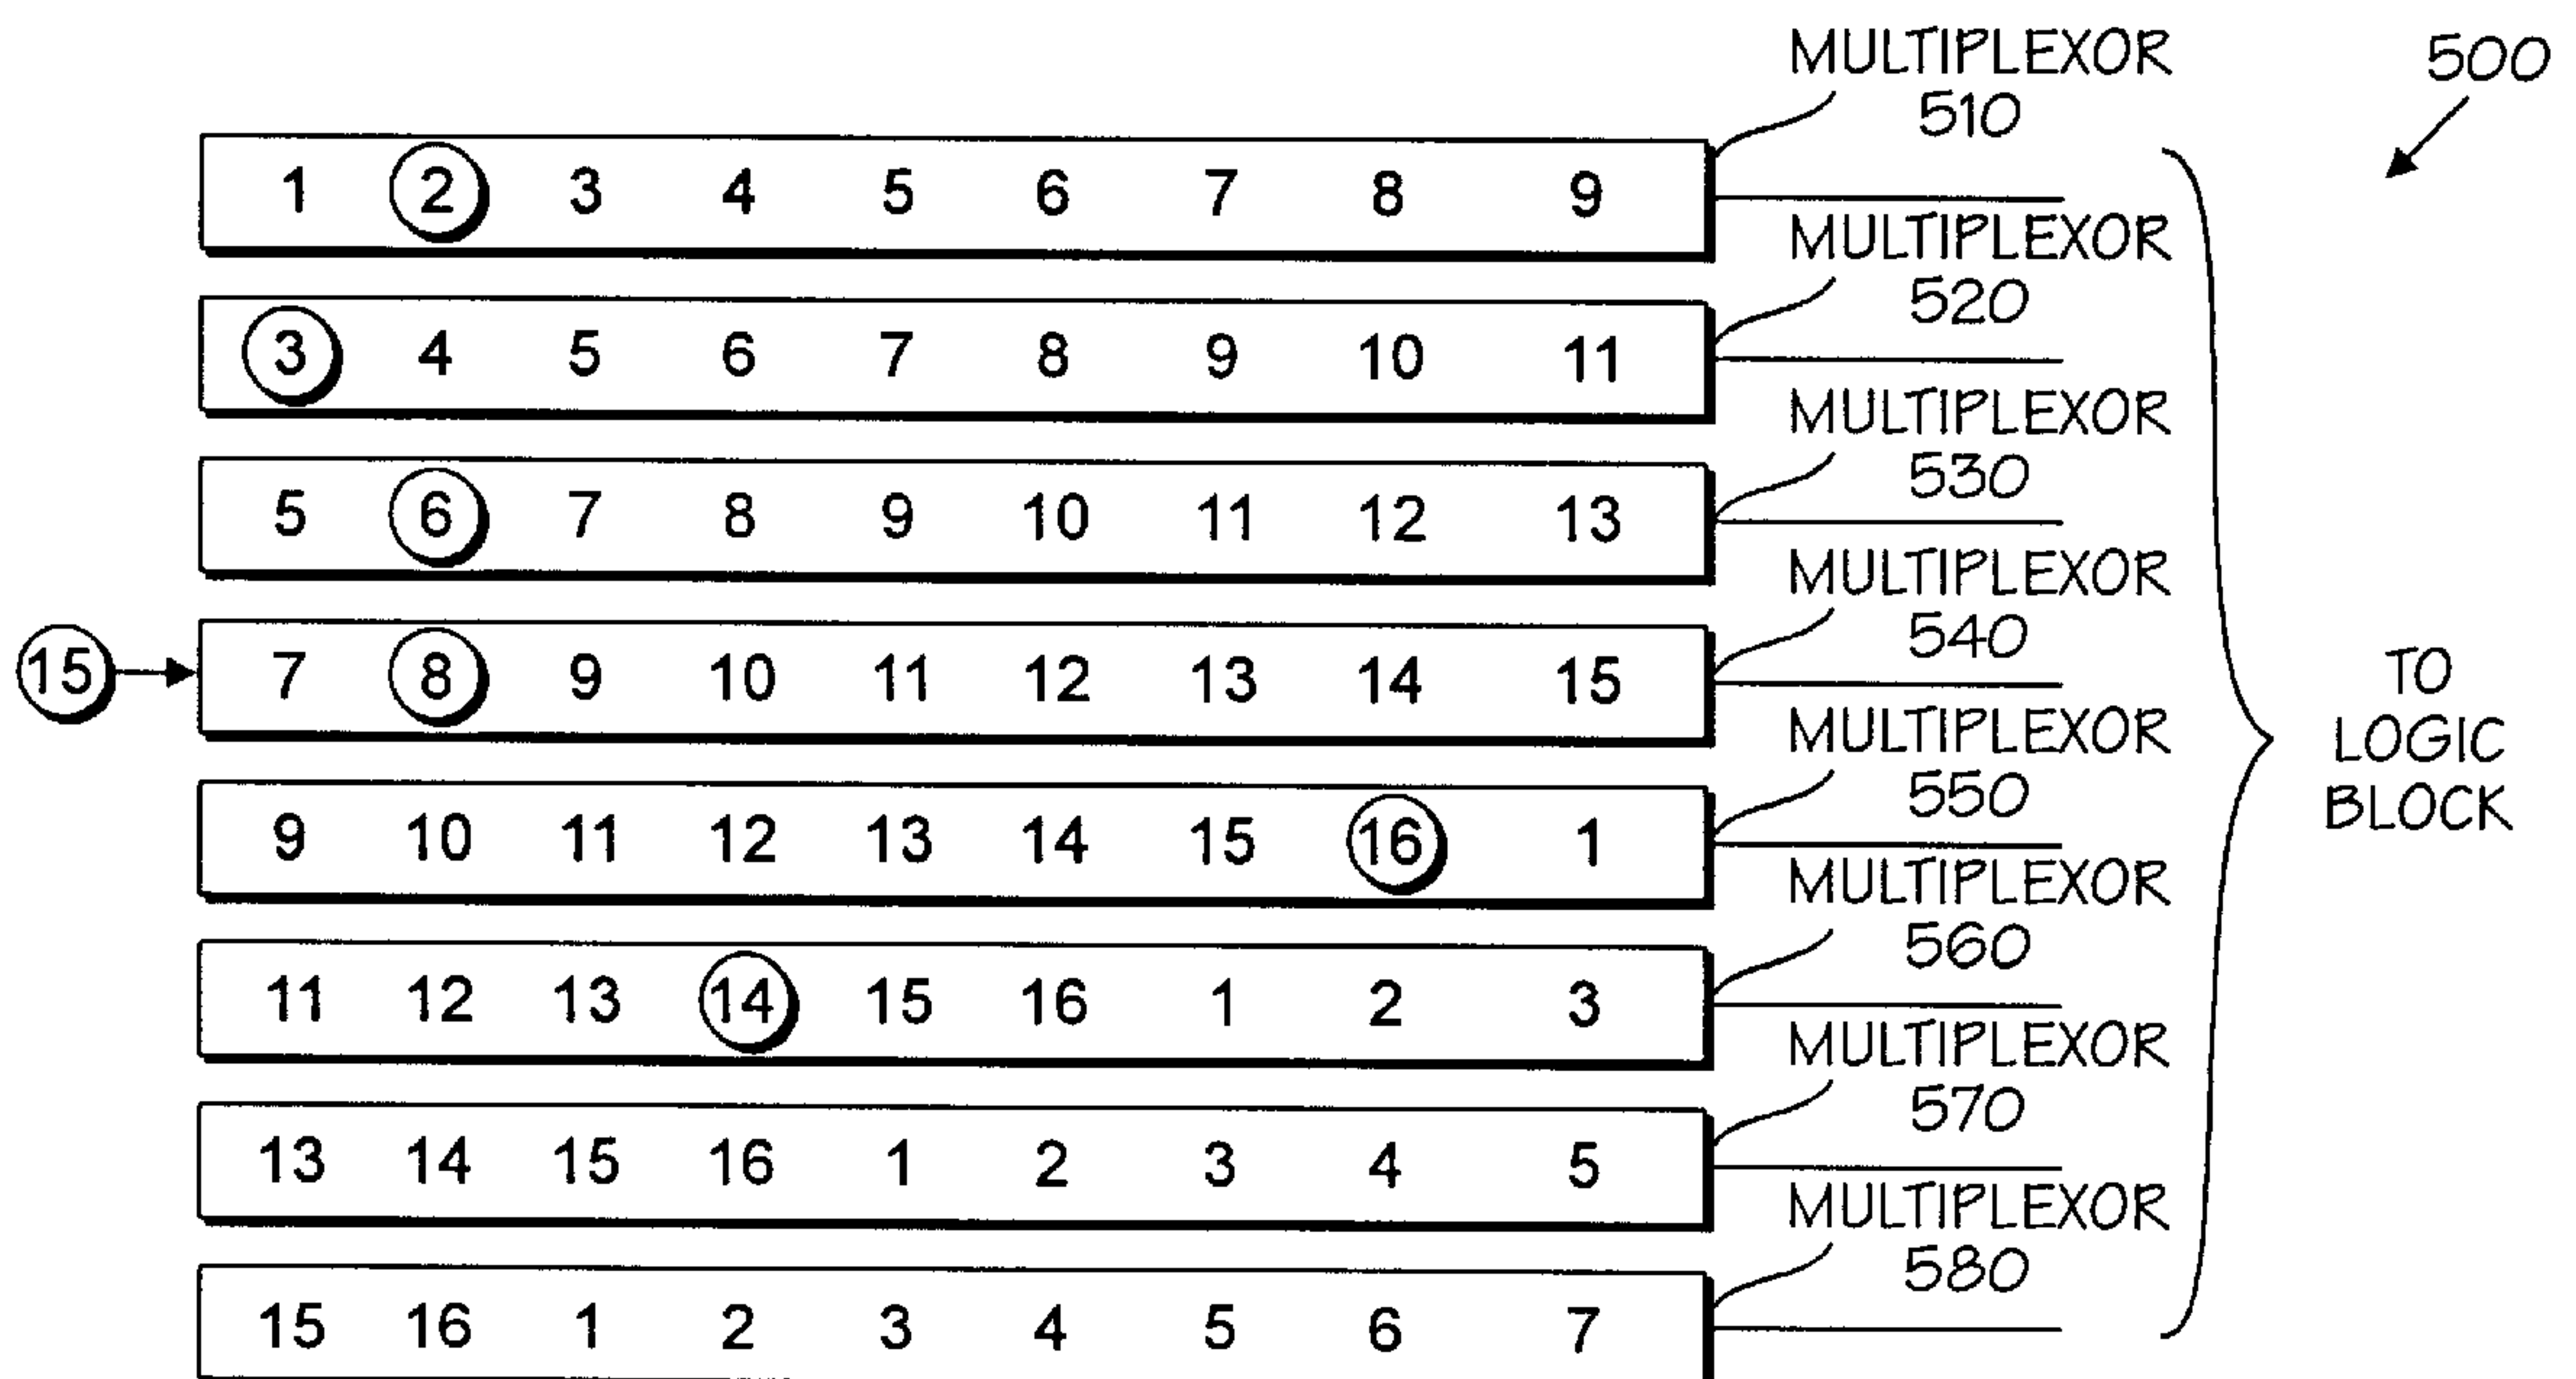 MULTIPLEXOR
510
500
1 2 3 4 5 6 7 8 9
MULTIPLEXOR
520
3 4 5 6 7 8 9 10 11
MULTIPLEXOR
530
5 6 7 8 9 10 11 12 13
MULTIPLEXOR
540
15 7 8 9 10 11 12 13 14 15
TO
LOGIC
BLOCK
MULTIPLEXOR
550
9 10 11 12 13 14 15 16 1
MULTIPLEXOR
560
11 12 13 14 15 16 1 2 3
MULTIPLEXOR
570
13 14 15 16 1 2 3 4 5
MULTIPLEXOR
580
15 16 1 2 3 4 5 6 7